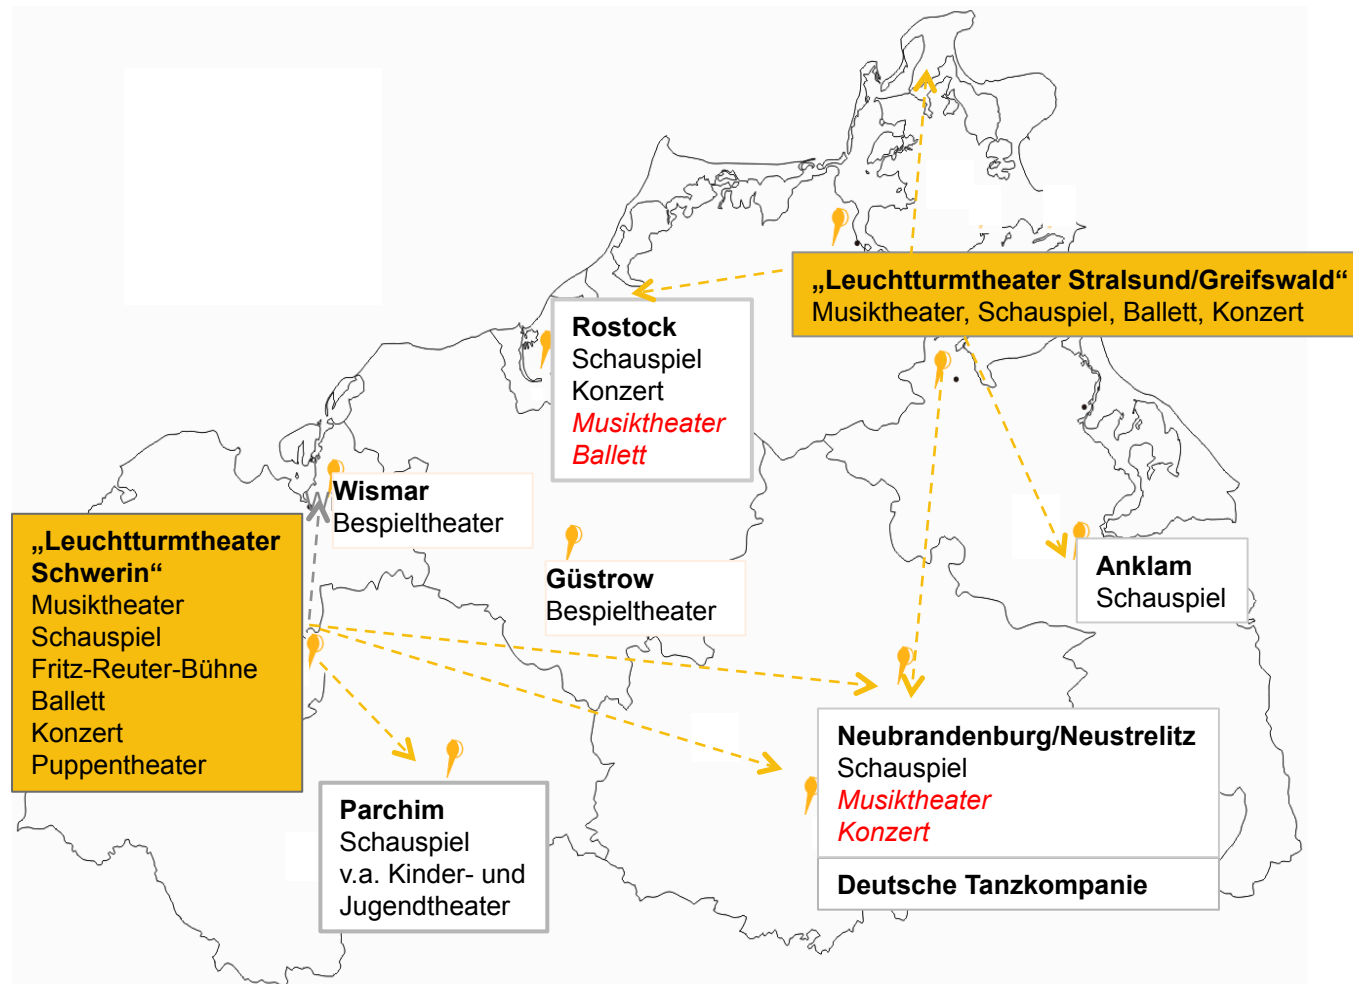 „Leuchtturmtheater Stralsund/Greifswald“
Musiktheater, Schauspiel, Ballett, Konzert
Rostock
Schauspiel
Konzert
Musiktheater
Ballett
Wismar
Bespieltheater
„Leuchtturmtheater
Schwerin“
Musiktheater
Schauspiel
Fritz-Reuter-Bühne
Ballett
Konzert
Puppentheater
Güstrow
Bespieltheater
Anklam
Schauspiel
Neubrandenburg/Neustrelitz
Schauspiel
Musiktheater
Konzert
Deutsche Tanzkompanie
Parchim
Schauspiel
v.a. Kinder- und
Jugendtheater